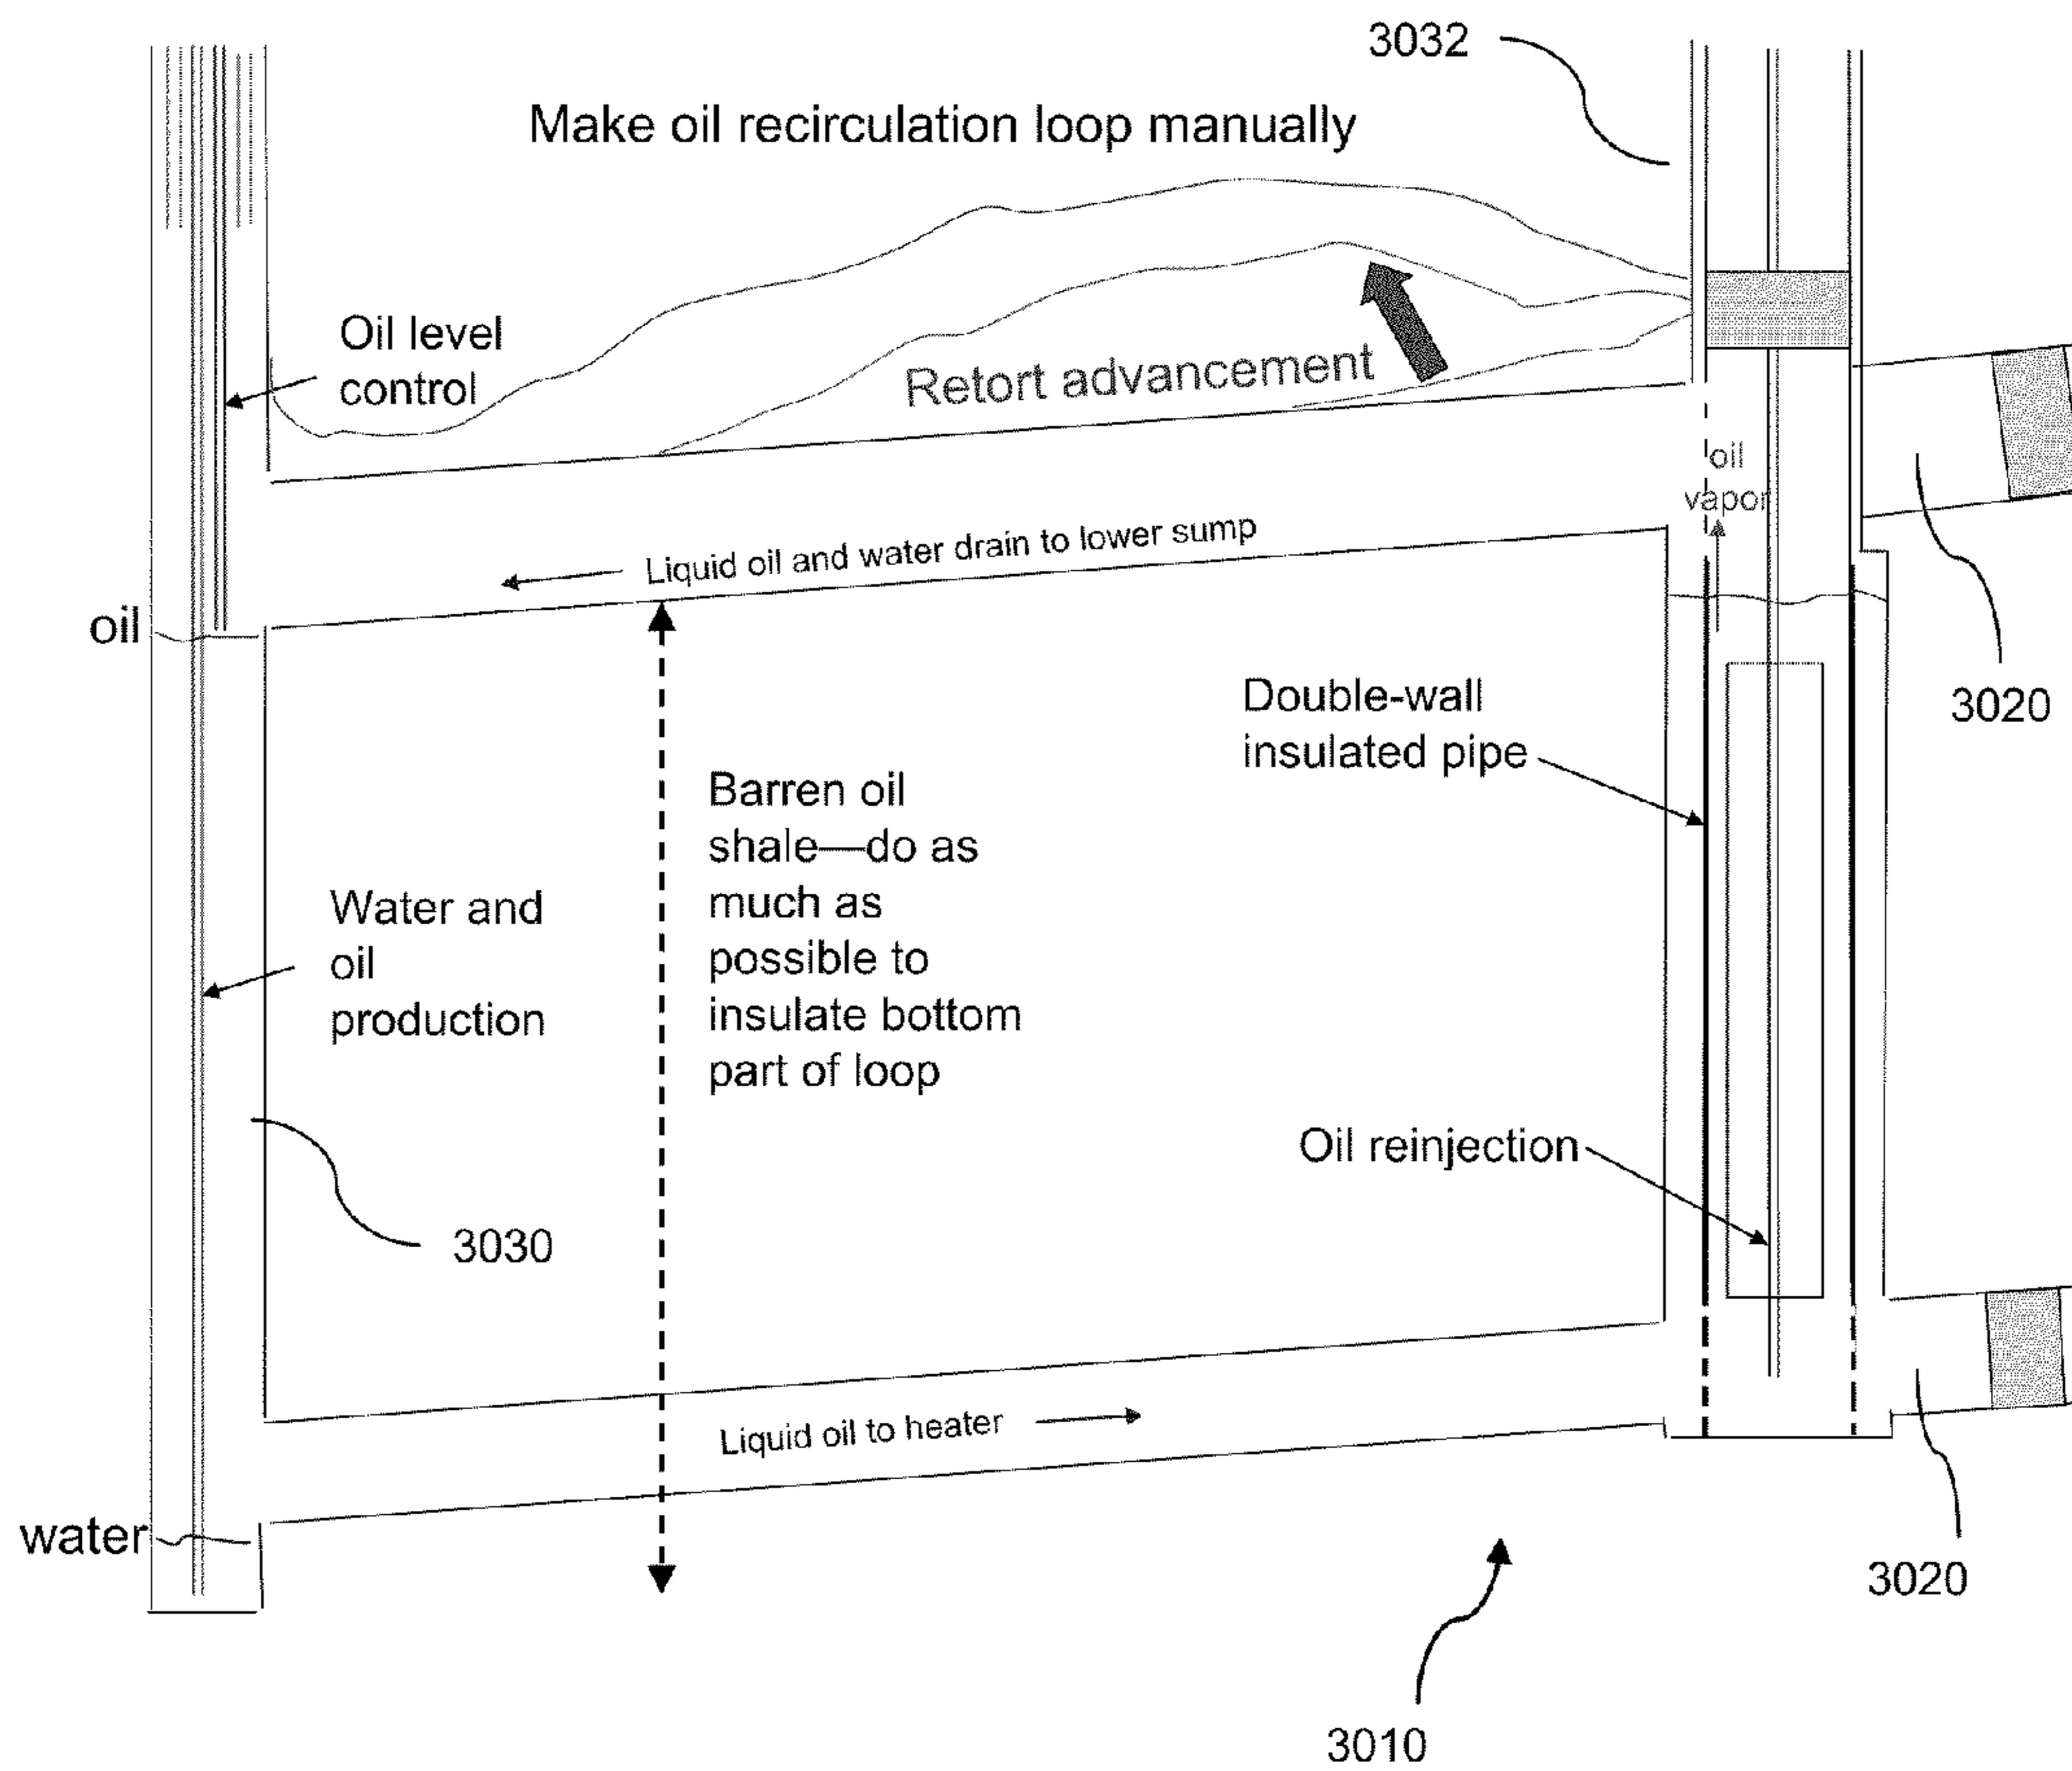 3032
Make oil recirculation loop manually
Oil level
control
Retort advancement
oil
vapor
Liquid oil and water drain to lower sump
oil
Double-wall
insulated pipe
3020
Barren oil
shale—do as
much as
possible to
insulate bottom
part of loop
Water and
oil
production
Oil reinjection
3030
Liquid oil to heater
water
3020
3010